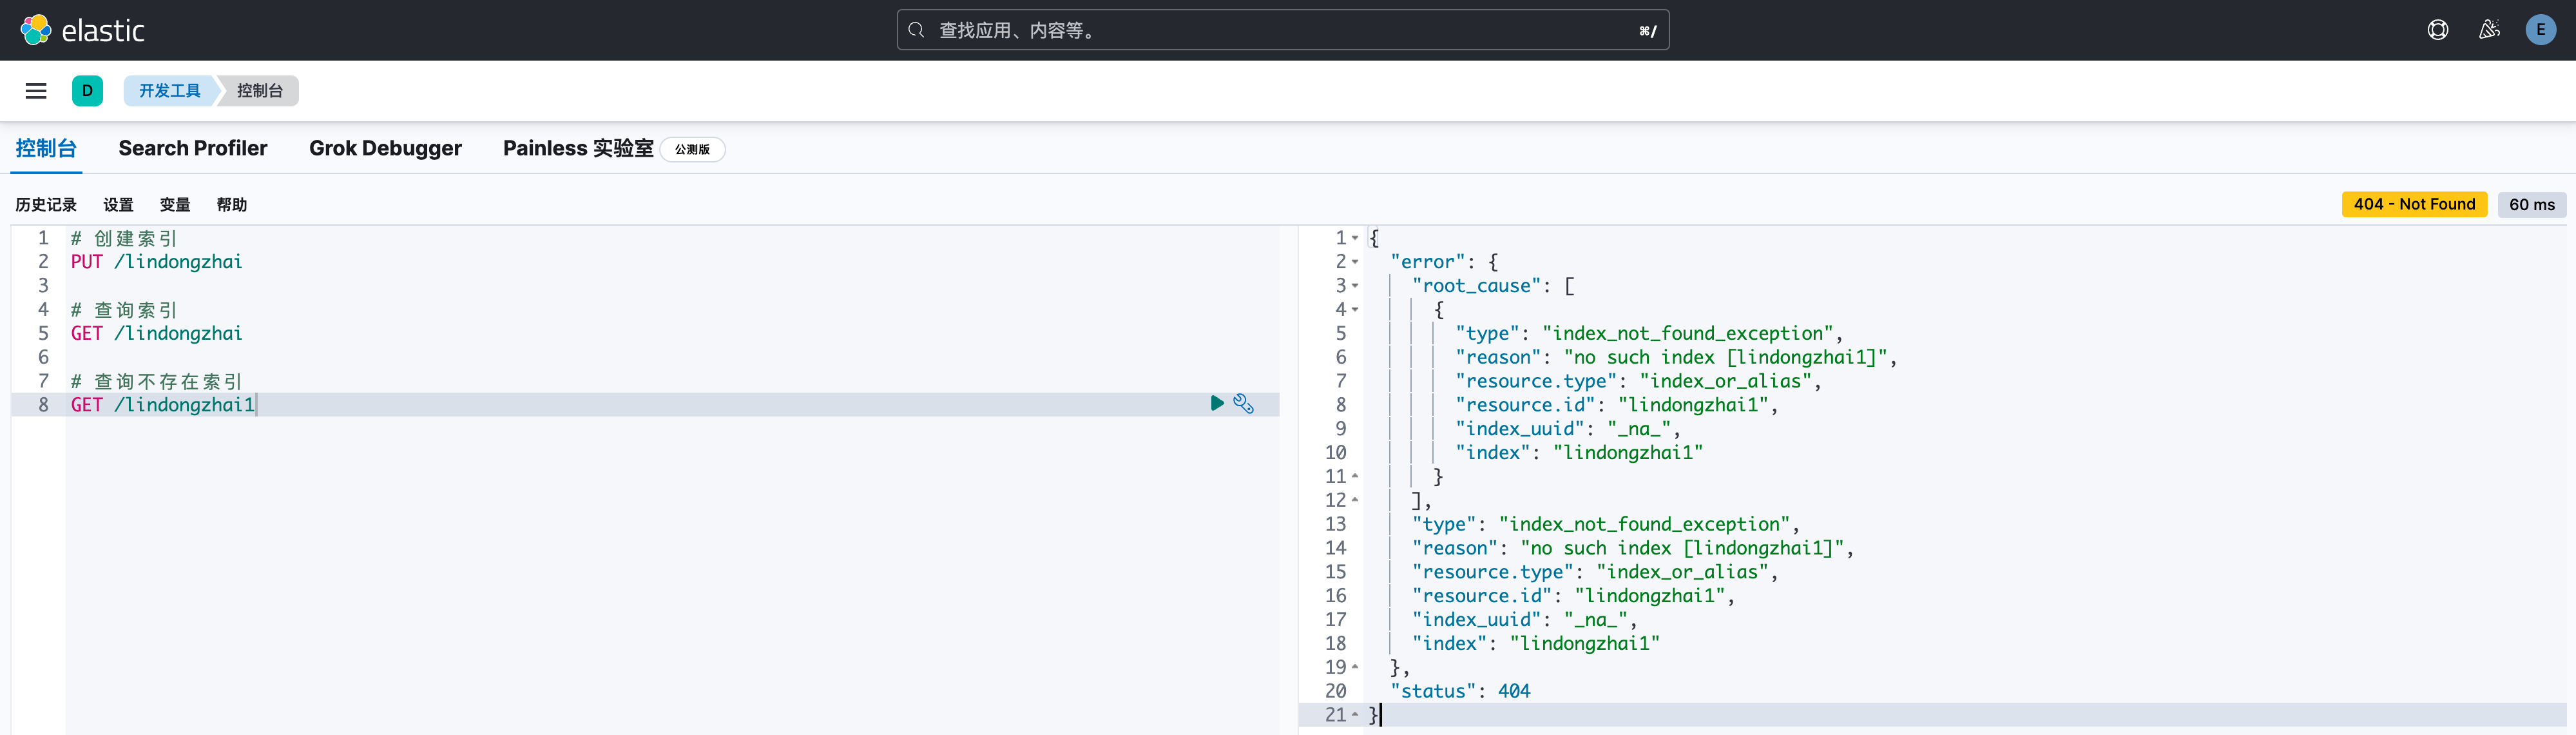 elastic
查找应用、内容等。
⌘/
E
D
开发工具
控制台
控制台
Search Profiler
Grok Debugger
Painless 实验室
公测版
历史记录
设置
变量
帮助
404 - Not Found
60 ms
1 # 创建索引
2 PUT /lindongzhai
3
4 # 查询索引
5 GET /lindongzhai
6
7 # 查询不存在索引
8 GET /lindongzhai1
1 {
2 "error": {
3 "root_cause": [
4 {
5 "type": "index_not_found_exception",
6 "reason": "no such index [lindongzhai1]",
7 "resource.type": "index_or_alias",
8 "resource.id": "lindongzhai1",
9 "index_uuid": "_na_",
10 "index": "lindongzhai1"
11 }
12 ],
13 "type": "index_not_found_exception",
14 "reason": "no such index [lindongzhai1]",
15 "resource.type": "index_or_alias",
16 "resource.id": "lindongzhai1",
17 "index_uuid": "_na_",
18 "index": "lindongzhai1"
19 },
20 "status": 404
21 }